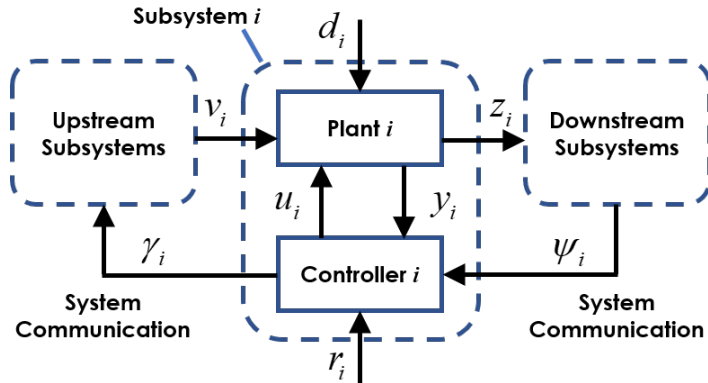 Subsystem i
d_i
Upstream
Subsystems
v_i
Plant i
z_i
Downstream
Subsystems
u_i
y_i
γ_i
Controller i
ψ_i
System
Communication
System
Communication
r_i